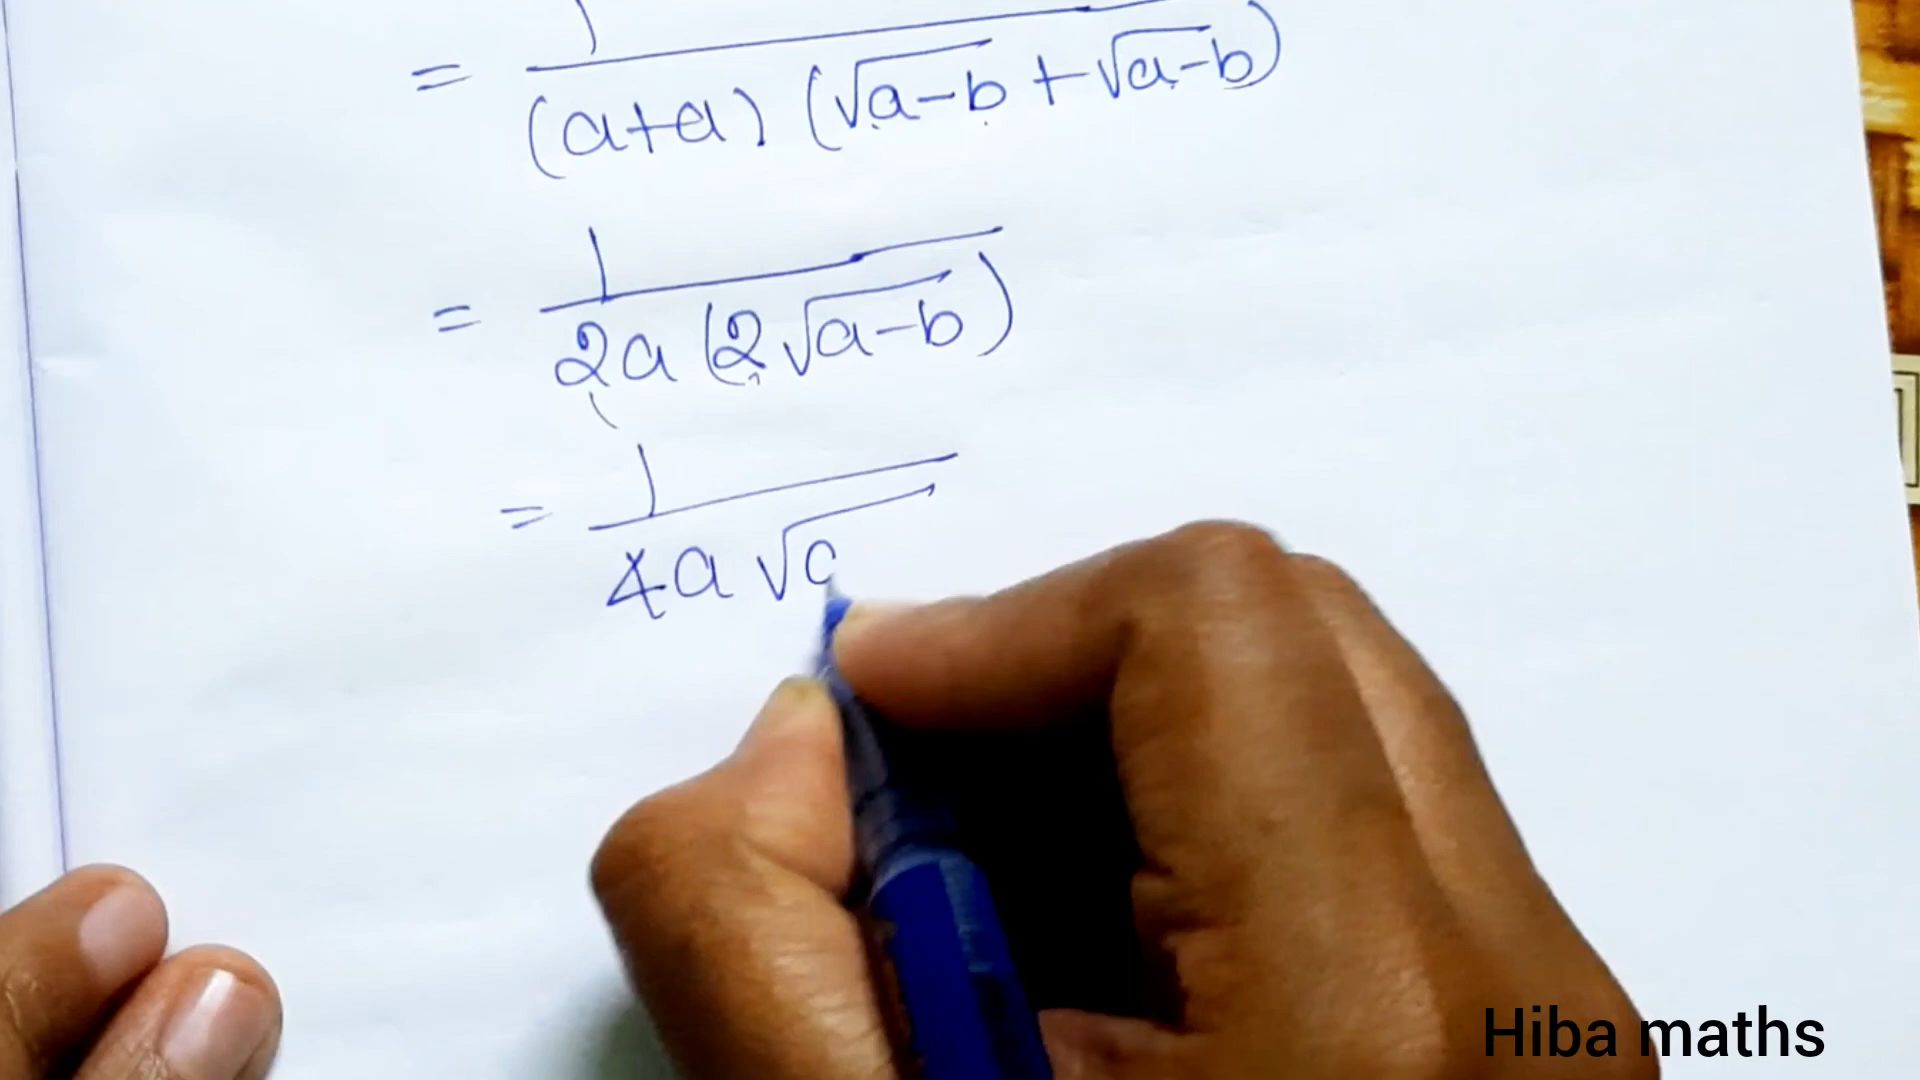 = 1/((a+a)(√(a-b)+√(a-b)))
= 1/(2a(2√(a-b)))
= 1/(4a√a
Hiba maths